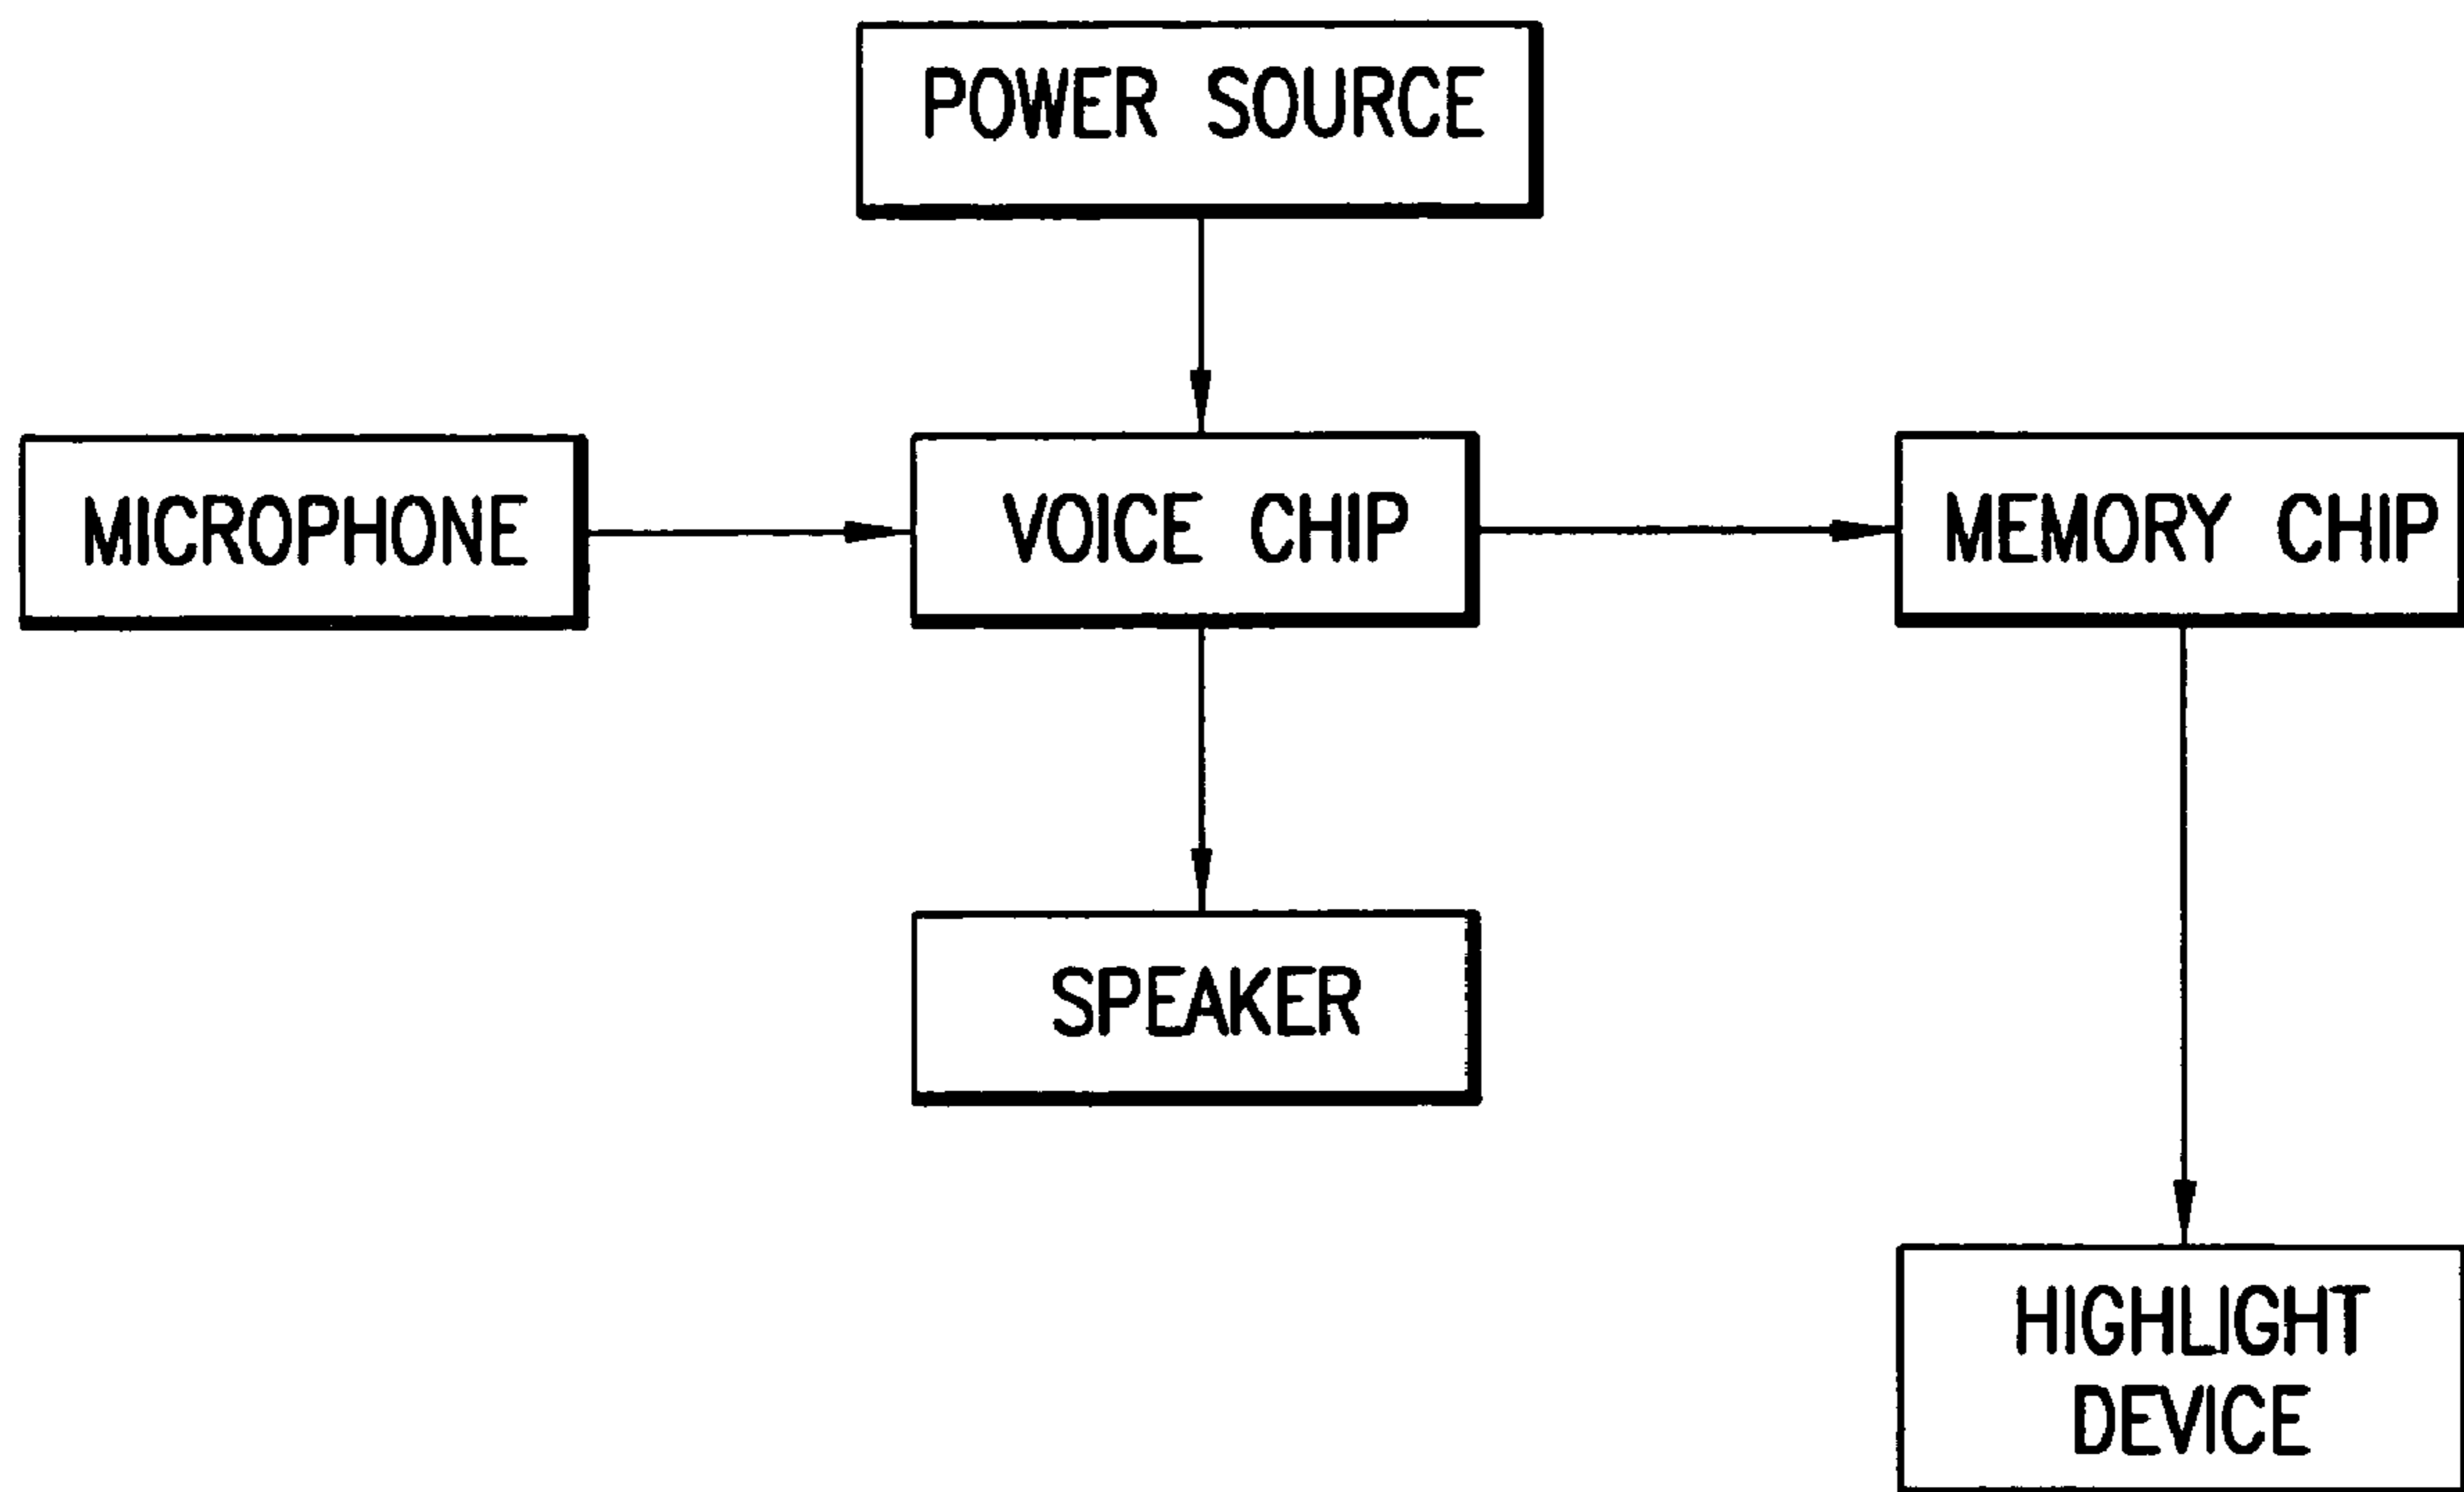 POWER SOURCE
MICROPHONE
VOICE CHIP
MEMORY CHIP
SPEAKER
HIGHLIGHT
DEVICE